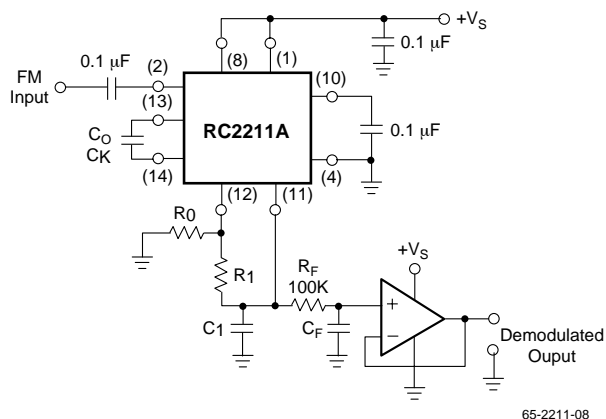 +VS
0.1 µF
0.1 µF
(2)
(8)
(1)
(10)
FM
Input
(13)
RC2211A
CO
CK
0.1 µF
(14)
(4)
(12)
(11)
R0
+VS
R1
RF
100K
+
−
C1
CF
Demodulated
Ouput
65-2211-08